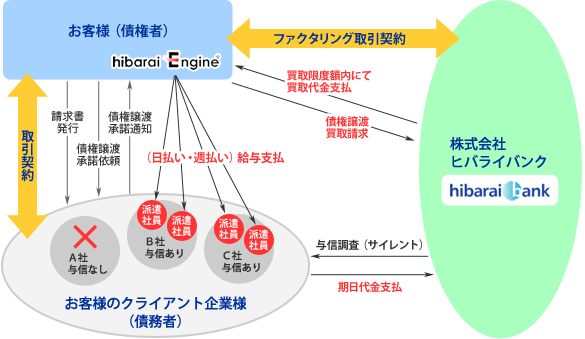 お客様（債権者）
hibarai Engine
ファクタリング取引契約
買取限度額内にて
買取代金支払
債権譲渡
買取請求
株式会社
ヒバライバンク
hibarai bank
取引契約
請求書
発行
債権譲渡
承諾依頼
債権譲渡
承諾通知
（日払い・週払い）給与支払
派遣
社員
派遣
社員
派遣
社員
派遣
社員
A社
与信なし
B社
与信あり
C社
与信あり
お客様のクライアント企業様
（債務者）
与信調査（サイレント）
期日代金支払